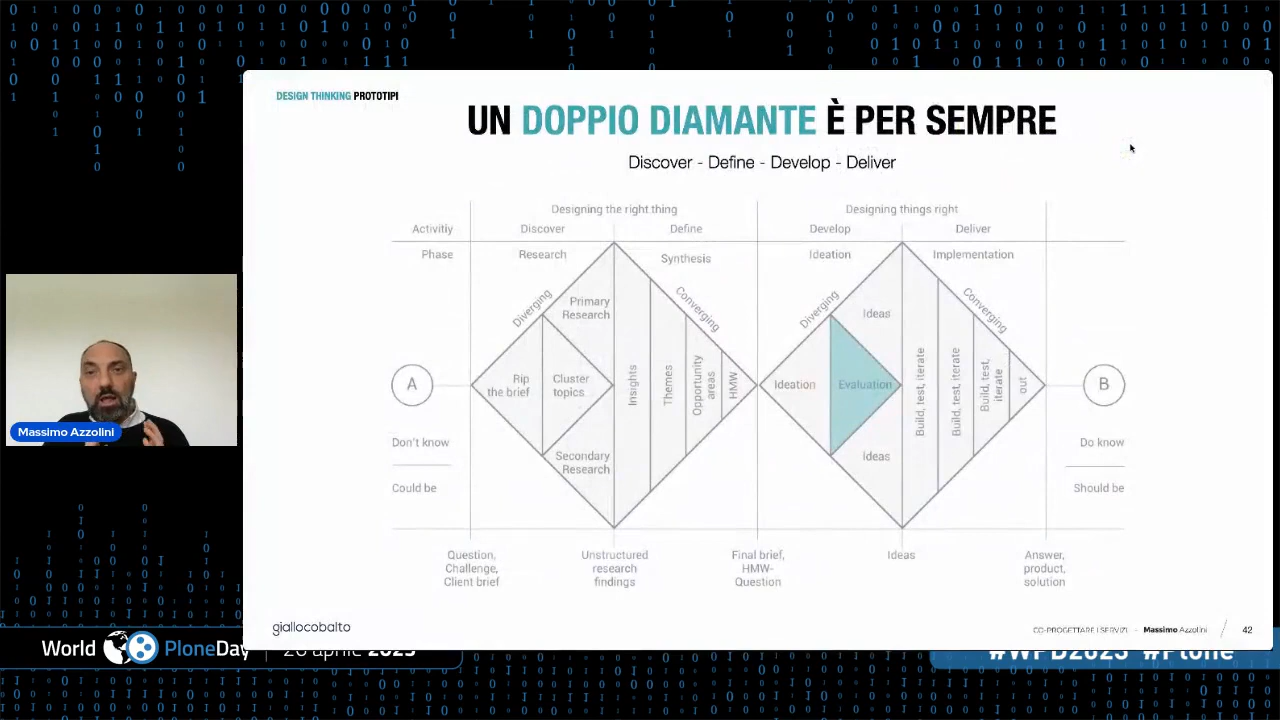 DESIGN THINKING PROTOTIPI
UN DOPPIO DIAMANTE È PER SEMPRE
Discover - Define - Develop - Deliver
Designing the right thing
Designing things right
Activitiy
Discover
Define
Develop
Deliver
Phase
Research
Synthesis
Ideation
Implementation
Diverging
Primary
Research
Converging
Diverging
Ideas
Converging
A
Rip
the brief
Cluster
topics
Insights
Themes
Opportunity
areas
HMW
Ideation
Evaluation
Build, test, iterate
Build, test, iterate
Build, test,
iterate
out
B
Don't know
Could be
Secondary
Research
Ideas
Do know
Should be
Question,
Challenge,
Client brief
Unstructured
research
findings
Final brief,
HMW-
Question
Ideas
Answer,
product,
solution
Massimo Azzolini
giallocobalto
CO-PROGETTARE I SERVIZI - Massimo Azzolini / 42
World PloneDay
26 aprile 2023
#WPD2023 #Plone